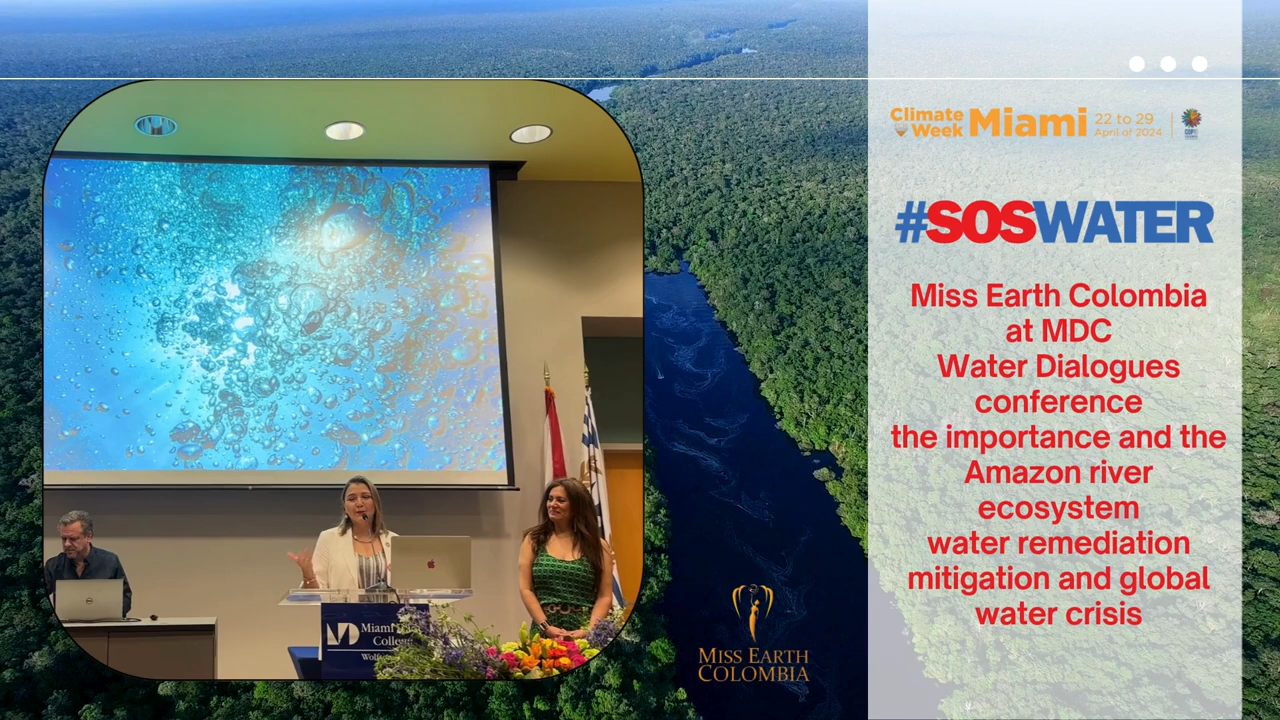 Climate
Week Miami 22 to 29
April of 2024
#SOSWATER
Miss Earth Colombia
at MDC
Water Dialogues
conference
the importance and the
Amazon river
ecosystem
water remediation
mitigation and global
water crisis
Miami
College
MISS EARTH
COLOMBIA